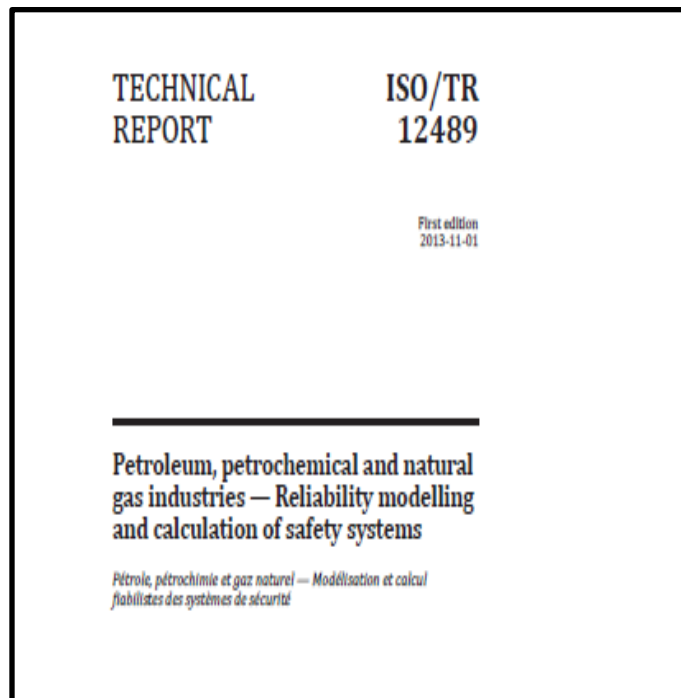 TECHNICAL ISO/TR
REPORT 12489
First edition
2013-11-01
Petroleum, petrochemical and natural
gas industries — Reliability modelling
and calculation of safety systems
Pétrole, pétrochimie et gaz naturel — Modélisation et calcul
fiabilistes des systèmes de sécurité